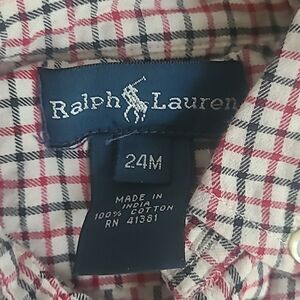 Ralph Lauren
24M
MADE IN
INDIA
100% COTTON
RN 41381